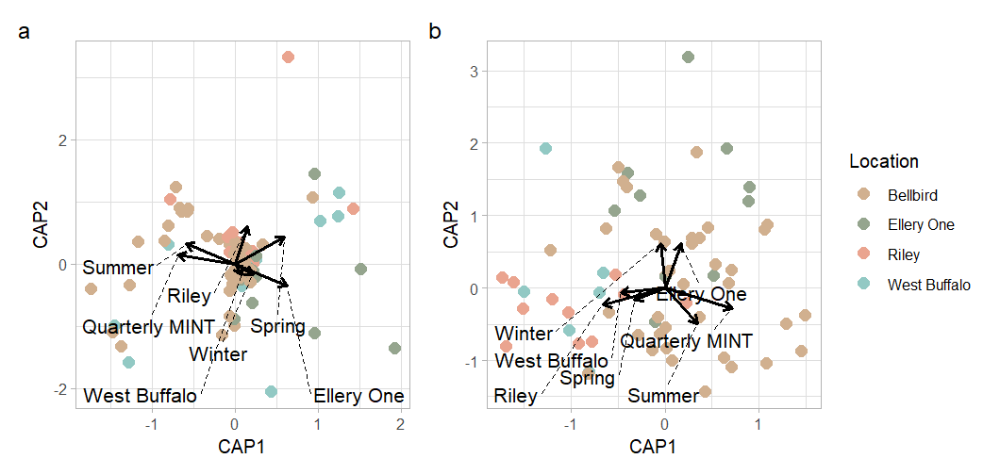 a
b
CAP2
2
0
-2
Summer
Riley
Quarterly MINT
Spring
Winter
West Buffalo
Ellery One
-1
0
1
2
CAP1
CAP2
3
2
1
0
-1
Ellery One
Winter
Quarterly MINT
West Buffalo
Spring
Riley
Summer
-1
0
1
CAP1
Location
Bellbird
Ellery One
Riley
West Buffalo